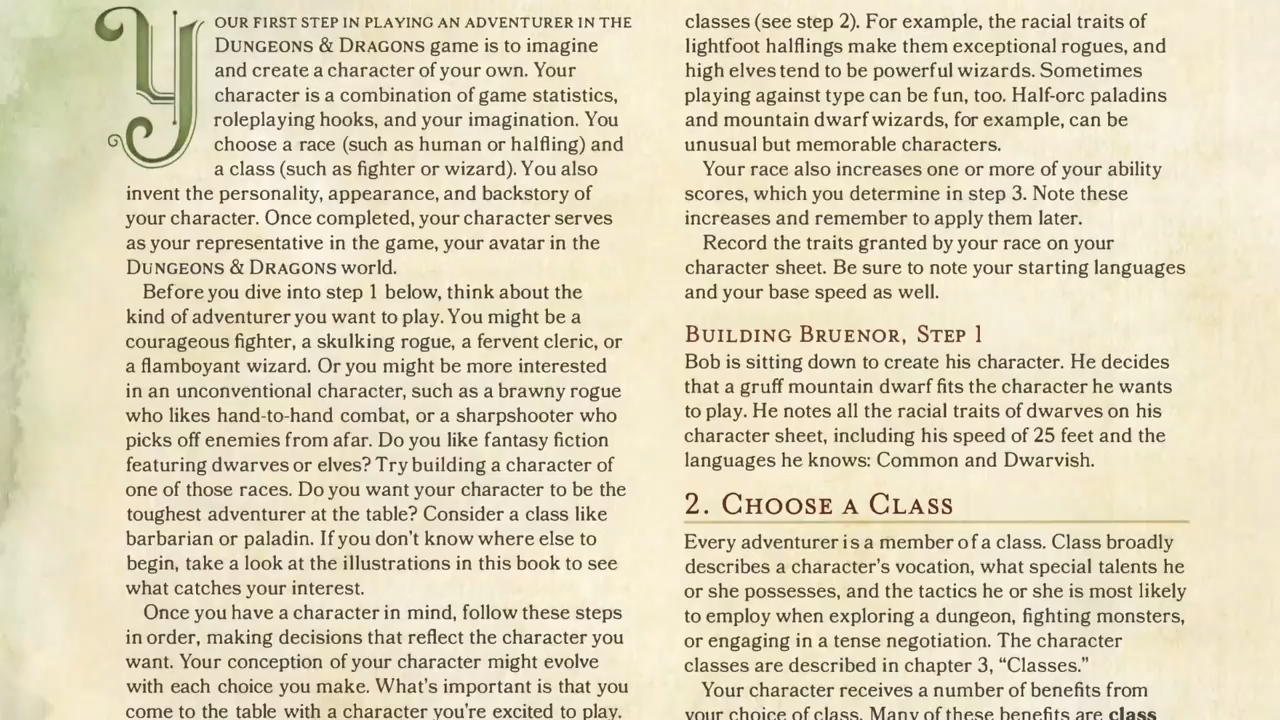 YOUR FIRST STEP IN PLAYING AN ADVENTURER IN THE
DUNGEONS & DRAGONS game is to imagine
and create a character of your own. Your
character is a combination of game statistics,
roleplaying hooks, and your imagination. You
choose a race (such as human or halfling) and
a class (such as fighter or wizard). You also
invent the personality, appearance, and backstory of
your character. Once completed, your character serves
as your representative in the game, your avatar in the
DUNGEONS & DRAGONS world.
Before you dive into step 1 below, think about the
kind of adventurer you want to play. You might be a
courageous fighter, a skulking rogue, a fervent cleric, or
a flamboyant wizard. Or you might be more interested
in an unconventional character, such as a brawny rogue
who likes hand-to-hand combat, or a sharpshooter who
picks off enemies from afar. Do you like fantasy fiction
featuring dwarves or elves? Try building a character of
one of those races. Do you want your character to be the
toughest adventurer at the table? Consider a class like
barbarian or paladin. If you don't know where else to
begin, take a look at the illustrations in this book to see
what catches your interest.
Once you have a character in mind, follow these steps
in order, making decisions that reflect the character you
want. Your conception of your character might evolve
with each choice you make. What's important is that you
come to the table with a character you're excited to play.
classes (see step 2). For example, the racial traits of
lightfoot halflings make them exceptional rogues, and
high elves tend to be powerful wizards. Sometimes
playing against type can be fun, too. Half-orc paladins
and mountain dwarf wizards, for example, can be
unusual but memorable characters.
Your race also increases one or more of your ability
scores, which you determine in step 3. Note these
increases and remember to apply them later.
Record the traits granted by your race on your
character sheet. Be sure to note your starting languages
and your base speed as well.
BUILDING BRUENOR, STEP 1
Bob is sitting down to create his character. He decides
that a gruff mountain dwarf fits the character he wants
to play. He notes all the racial traits of dwarves on his
character sheet, including his speed of 25 feet and the
languages he knows: Common and Dwarvish.
2. CHOOSE A CLASS
Every adventurer is a member of a class. Class broadly
describes a character's vocation, what special talents he
or she possesses, and the tactics he or she is most likely
to employ when exploring a dungeon, fighting monsters,
or engaging in a tense negotiation. The character
classes are described in chapter 3, “Classes.”
Your character receives a number of benefits from
your choice of class. Many of these benefits are class